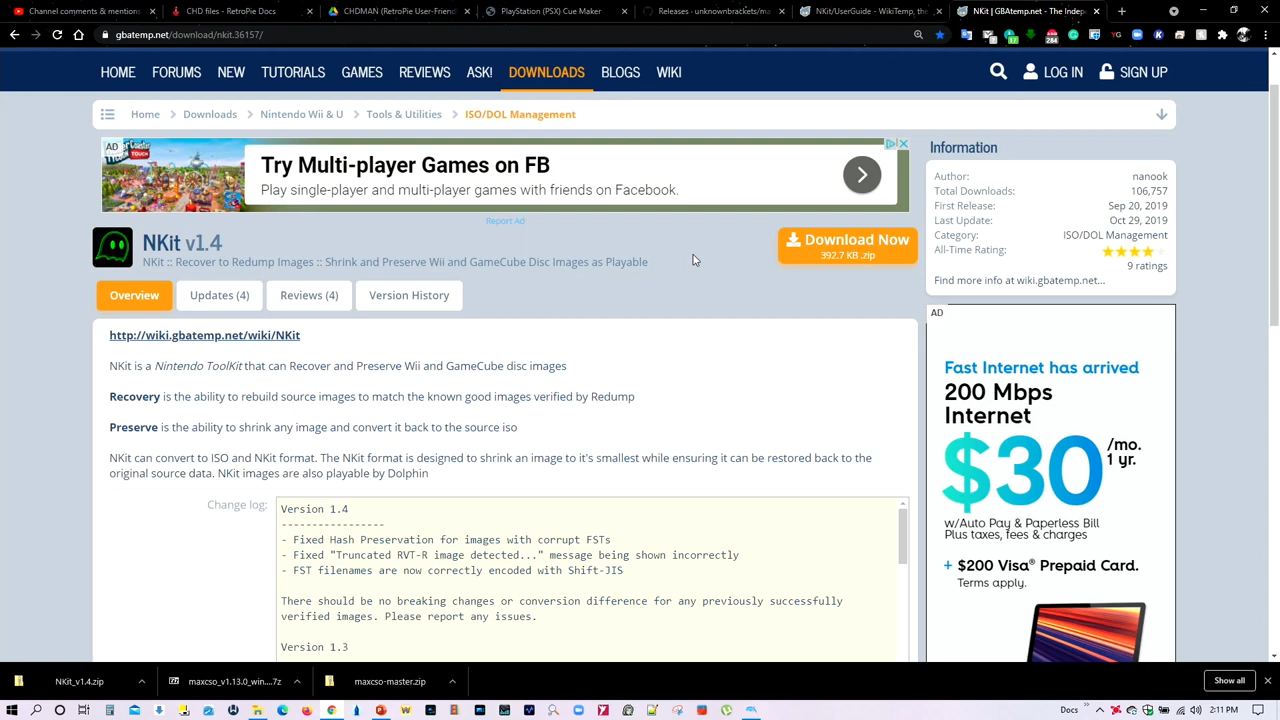 Channel comments & mentions
CHD files - RetroPie Docs
CHDMAN (RetroPie User-Friend
PlayStation (PSX) Cue Maker
Releases · unknownbrackets/ma
NKit/UserGuide - WikiTemp, the
NKit | GBAtemp.net - The Indepe
gbatemp.net/download/nkit.36157/
HOME FORUMS NEW TUTORIALS GAMES REVIEWS ASK! DOWNLOADS BLOGS WIKI LOG IN SIGN UP
Home Downloads Nintendo Wii & U Tools & Utilities ISO/DOL Management
AD
Try Multi-player Games on FB
Play single-player and multi-player games with friends on Facebook.
Report Ad
NKit v1.4
NKit :: Recover to Redump Images :: Shrink and Preserve Wii and GameCube Disc Images as Playable
Download Now
392.7 KB .zip
Overview Updates (4) Reviews (4) Version History
http://wiki.gbatemp.net/wiki/NKit
NKit is a Nintendo ToolKit that can Recover and Preserve Wii and GameCube disc images
Recovery is the ability to rebuild source images to match the known good images verified by Redump
Preserve is the ability to shrink any image and convert it back to the source iso
NKit can convert to ISO and NKit format. The NKit format is designed to shrink an image to it's smallest while ensuring it can be restored back to the
original source data. NKit images are also playable by Dolphin
Change log:
Version 1.4
-----------------
- Fixed Hash Preservation for images with corrupt FSTs
- Fixed "Truncated RVT-R image detected..." message being shown incorrectly
- FST filenames are now correctly encoded with Shift-JIS
There should be no breaking changes or conversion difference for any previously successfully
verified images. Please report any issues.
Version 1.3
Information
Author: nanook
Total Downloads: 106,757
First Release: Sep 20, 2019
Last Update: Oct 29, 2019
Category: ISO/DOL Management
All-Time Rating:
9 ratings
Find more info at wiki.gbatemp.net...
AD
Fast Internet has arrived
200 Mbps
Internet
$30
/mo.
1 yr.
w/Auto Pay & Paperless Bill
Plus taxes, fees & charges
+ $200 Visa® Prepaid Card.
Terms apply.
NKit_v1.4.zip
maxcso_v1.13.0_win....7z
maxcso-master.zip
Show all
Docs
2:11 PM